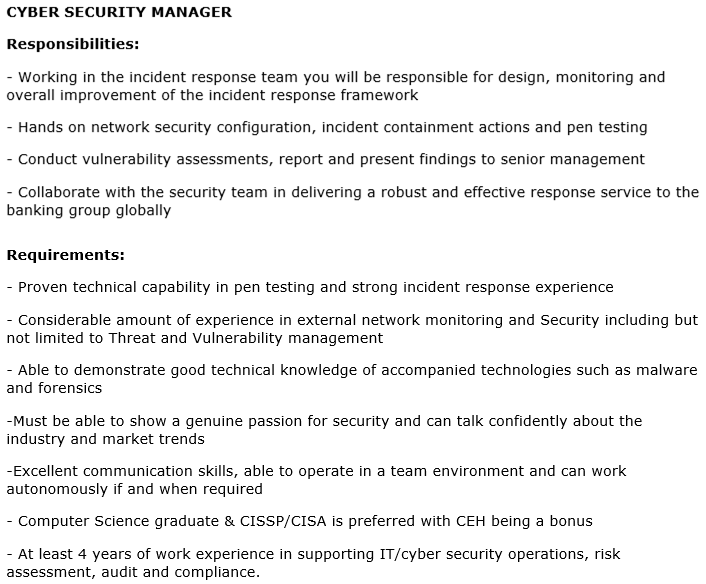 CYBER SECURITY MANAGER
Responsibilities:
- Working in the incident response team you will be responsible for design, monitoring and
overall improvement of the incident response framework
- Hands on network security configuration, incident containment actions and pen testing
- Conduct vulnerability assessments, report and present findings to senior management
- Collaborate with the security team in delivering a robust and effective response service to the
banking group globally
Requirements:
- Proven technical capability in pen testing and strong incident response experience
- Considerable amount of experience in external network monitoring and Security including but
not limited to Threat and Vulnerability management
- Able to demonstrate good technical knowledge of accompanied technologies such as malware
and forensics
-Must be able to show a genuine passion for security and can talk confidently about the
industry and market trends
-Excellent communication skills, able to operate in a team environment and can work
autonomously if and when required
- Computer Science graduate & CISSP/CISA is preferred with CEH being a bonus
- At least 4 years of work experience in supporting IT/cyber security operations, risk
assessment, audit and compliance.